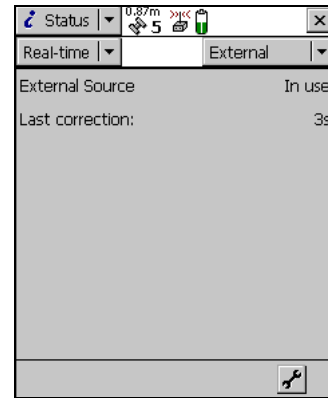 i Status 0.87m 5
Real-time External
External Source In use
Last correction: 3s